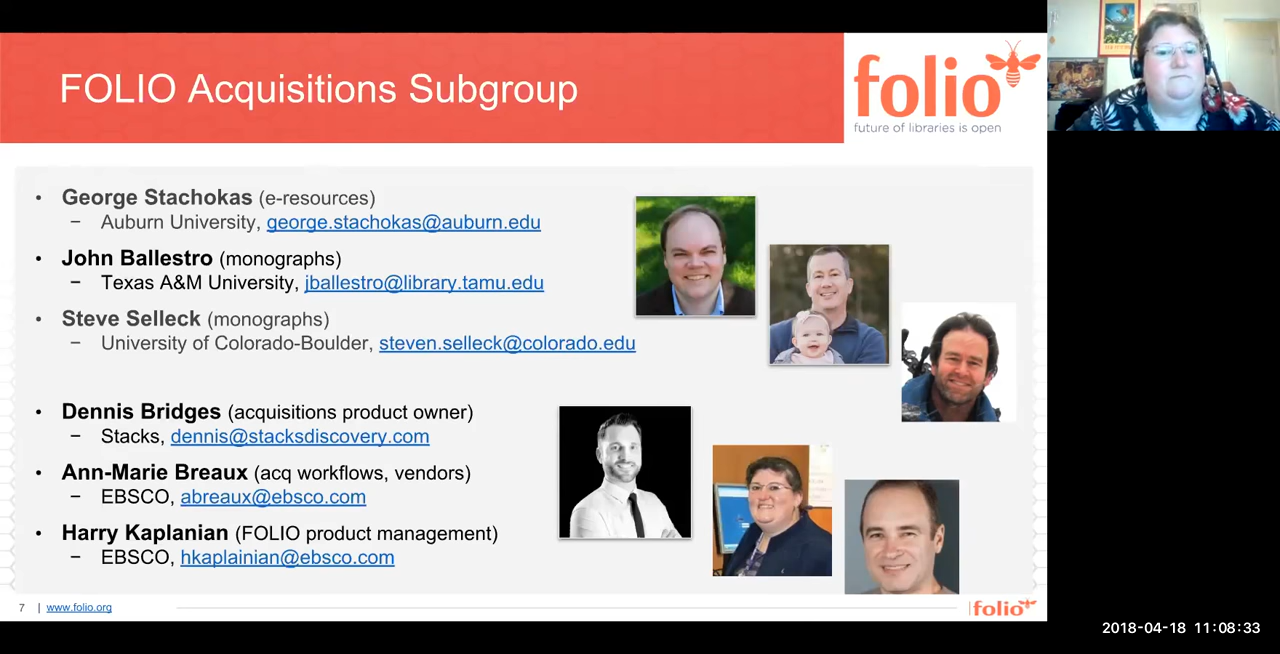 FOLIO Acquisitions Subgroup
folio
future of libraries is open
• George Stachokas (e-resources)
− Auburn University, george.stachokas@auburn.edu
• John Ballestro (monographs)
− Texas A&M University, jballestro@library.tamu.edu
• Steve Selleck (monographs)
− University of Colorado-Boulder, steven.selleck@colorado.edu
• Dennis Bridges (acquisitions product owner)
− Stacks, dennis@stacksdiscovery.com
• Ann-Marie Breaux (acq workflows, vendors)
− EBSCO, abreaux@ebsco.com
• Harry Kaplanian (FOLIO product management)
− EBSCO, hkaplainian@ebsco.com
7 | www.folio.org
folio
2018-04-18 11:08:33